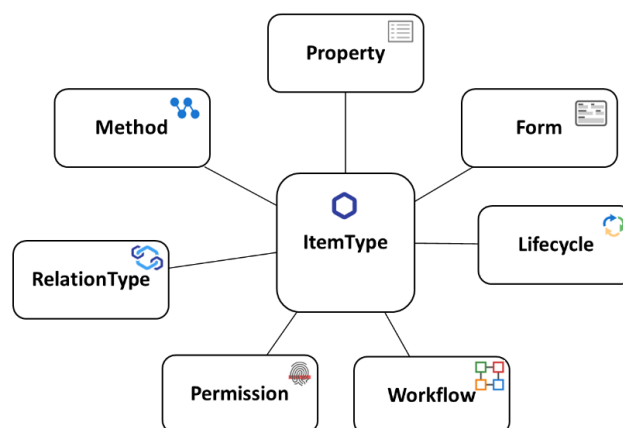 Property
Method
Form
ItemType
Lifecycle
RelationType
Permission
Workflow